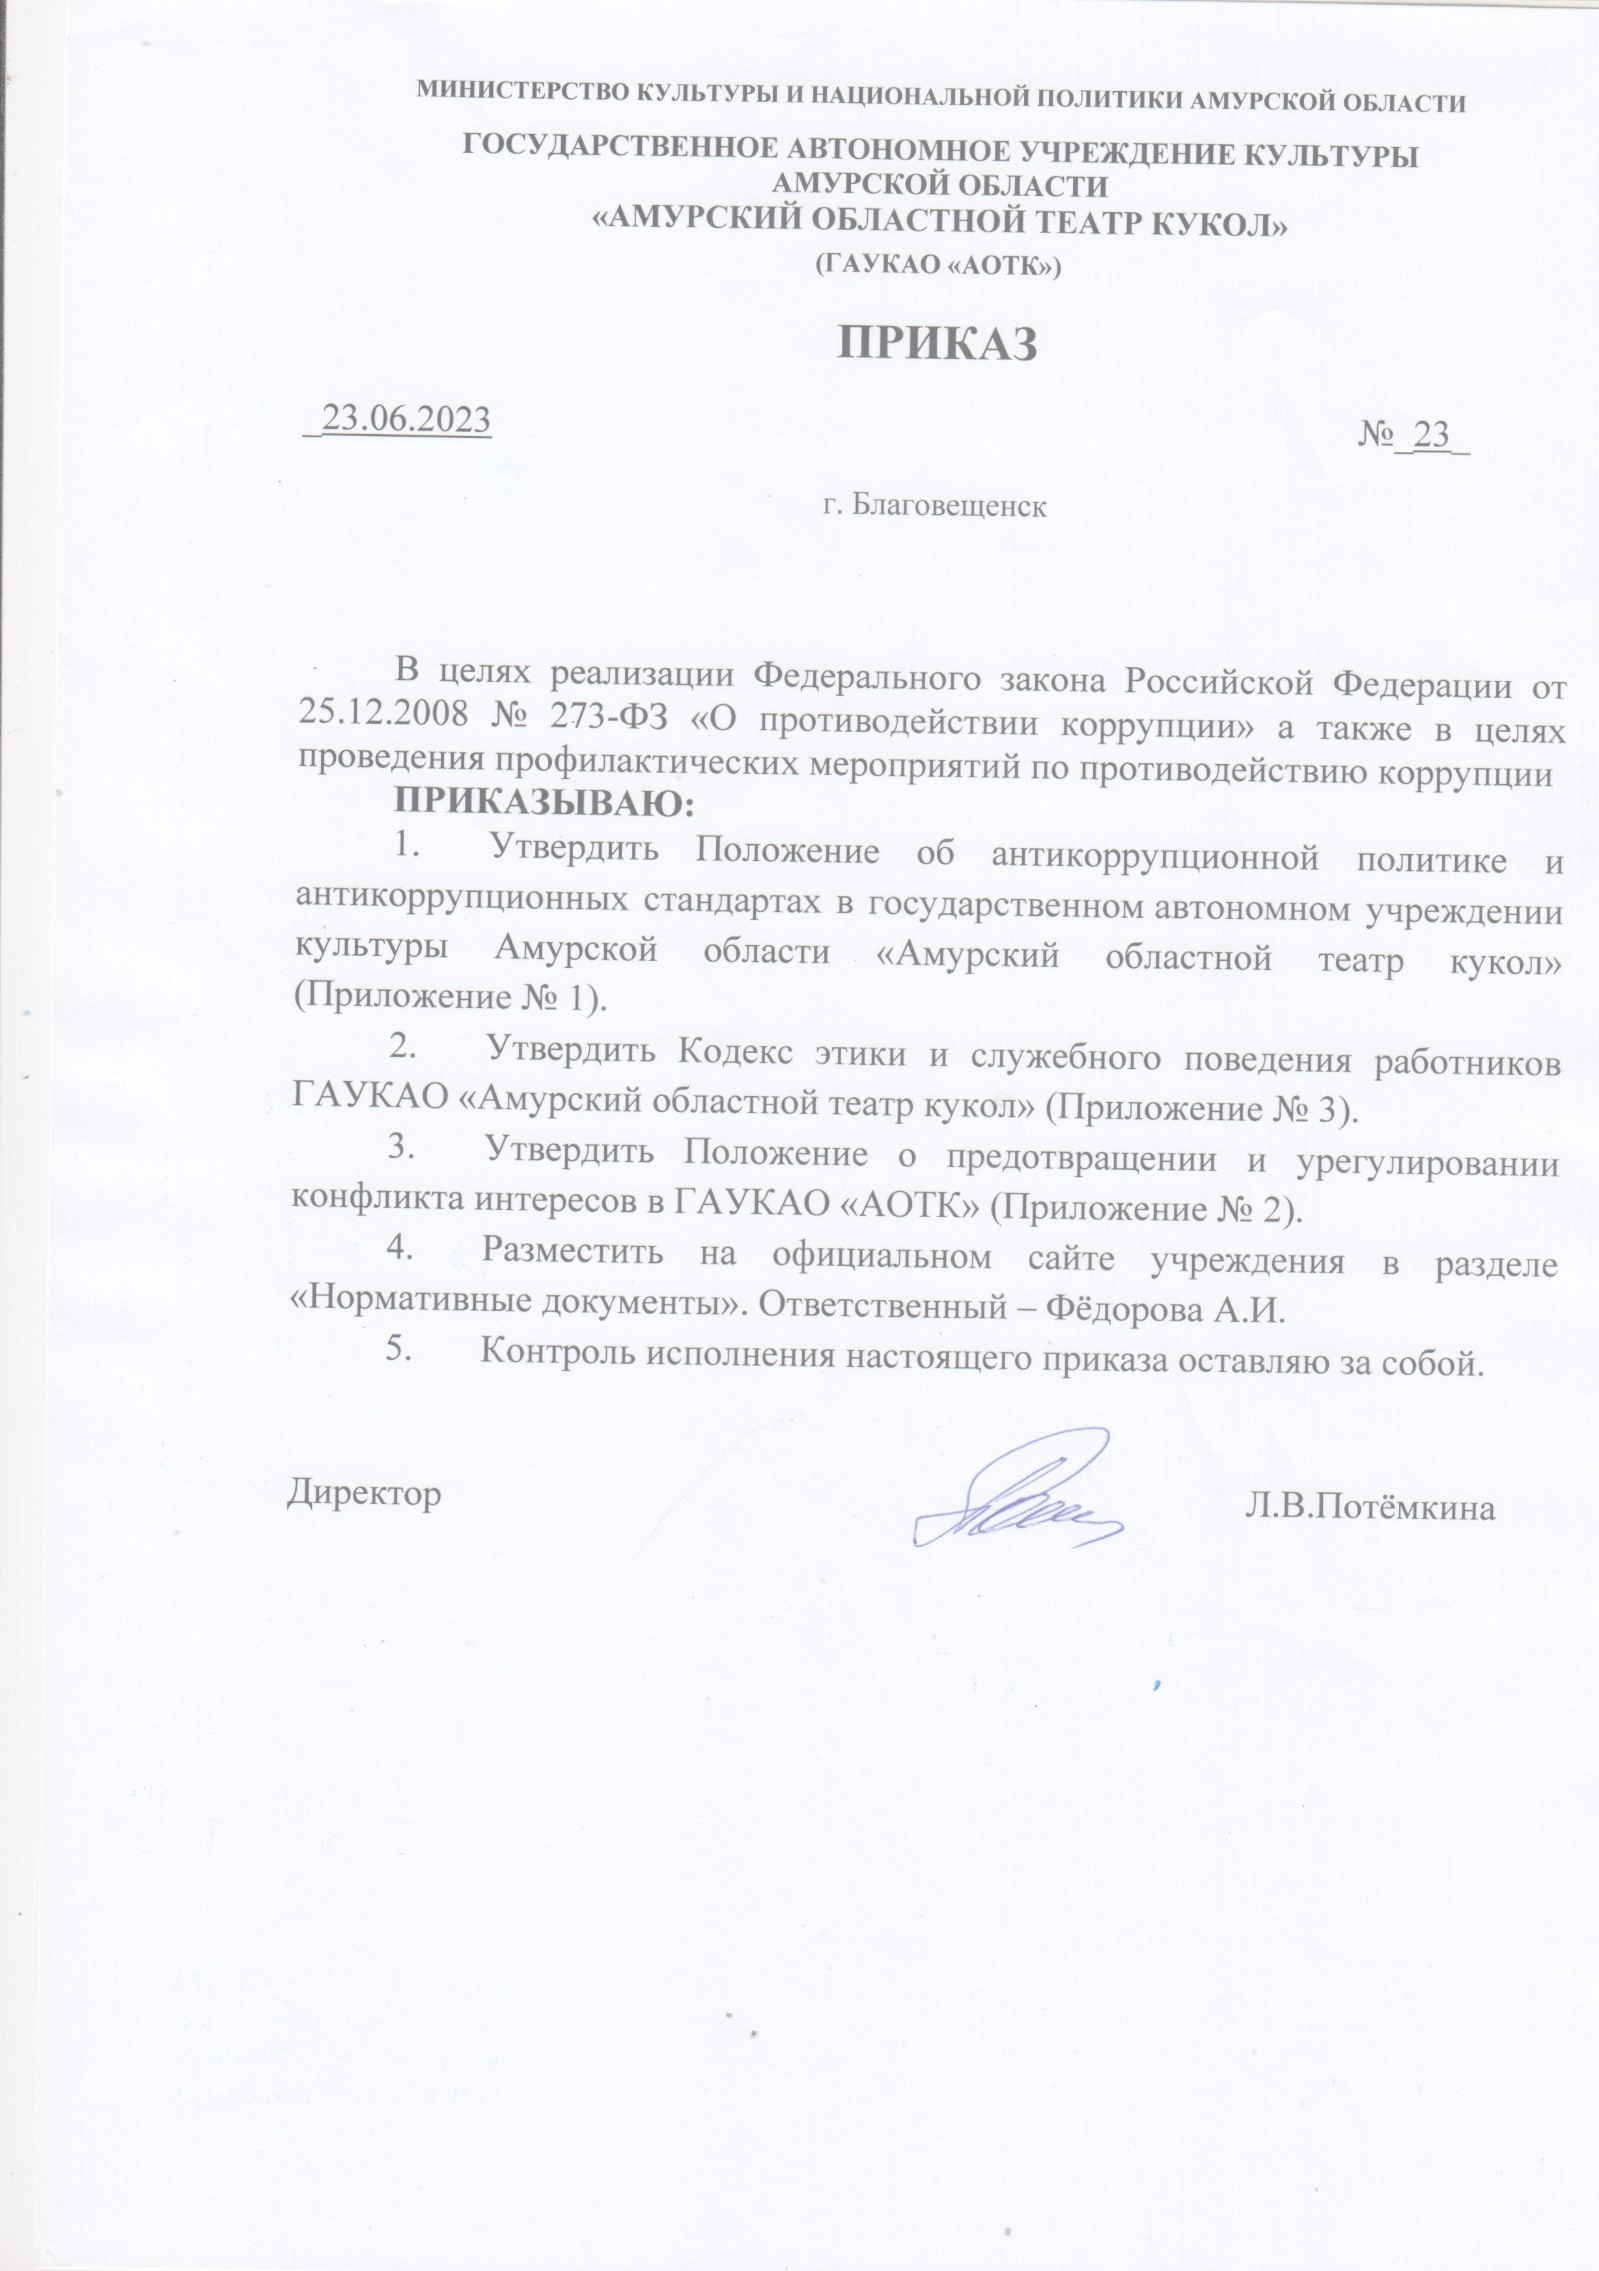 МИНИСТЕРСТВО КУЛЬТУРЫ И НАЦИОНАЛЬНОЙ ПОЛИТИКИ АМУРСКОЙ ОБЛАСТИ
ГОСУДАРСТВЕННОЕ АВТОНОМНОЕ УЧРЕЖДЕНИЕ КУЛЬТУРЫ
АМУРСКОЙ ОБЛАСТИ
«АМУРСКИЙ ОБЛАСТНОЙ ТЕАТР КУКОЛ»
(ГАУКАО «АОТК»)
ПРИКАЗ
_23.06.2023 №_23_
г. Благовещенск
В целях реализации Федерального закона Российской Федерации от
25.12.2008 № 273-ФЗ «О противодействии коррупции» а также в целях
проведения профилактических мероприятий по противодействию коррупции
ПРИКАЗЫВАЮ:
1. Утвердить Положение об антикоррупционной политике и
антикоррупционных стандартах в государственном автономном учреждении
культуры Амурской области «Амурский областной театр кукол»
(Приложение № 1).
2. Утвердить Кодекс этики и служебного поведения работников
ГАУКАО «Амурский областной театр кукол» (Приложение № 3).
3. Утвердить Положение о предотвращении и урегулировании
конфликта интересов в ГАУКАО «АОТК» (Приложение № 2).
4. Разместить на официальном сайте учреждения в разделе
«Нормативные документы». Ответственный – Фёдорова А.И.
5. Контроль исполнения настоящего приказа оставляю за собой.
Директор Л.В.Потёмкина